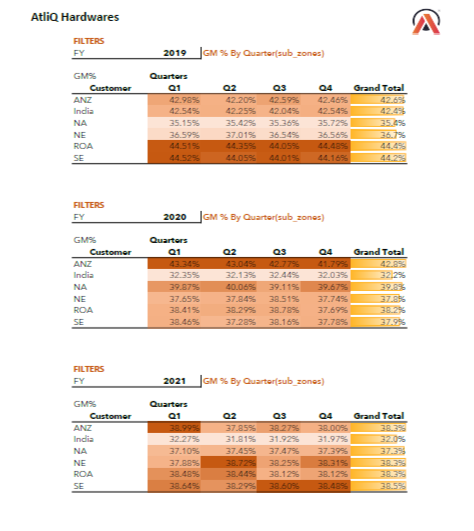 AtliQ Hardwares
FILTERS
FY 2019 GM % By Quarter(sub_zones)
GM% Quarters
Customer Q1 Q2 Q3 Q4 Grand Total
ANZ 42.98% 42.20% 42.59% 42.46% 42.6%
India 42.54% 42.25% 42.04% 42.54% 42.4%
NA 35.15% 35.42% 35.36% 35.72% 35.4%
NE 36.59% 37.01% 36.54% 36.56% 36.7%
ROA 44.51% 44.35% 44.05% 44.48% 44.4%
SE 44.52% 44.05% 44.01% 44.16% 44.2%
FILTERS
FY 2020 GM % By Quarter(sub_zones)
GM% Quarters
Customer Q1 Q2 Q3 Q4 Grand Total
ANZ 43.34% 43.04% 42.77% 41.79% 42.8%
India 32.35% 32.13% 32.44% 32.03% 32.2%
NA 39.87% 40.06% 39.11% 39.67% 39.8%
NE 37.65% 37.84% 38.51% 37.74% 37.8%
ROA 38.41% 38.29% 38.78% 37.69% 38.2%
SE 38.46% 37.28% 38.16% 37.78% 37.9%
FILTERS
FY 2021 GM % By Quarter(sub_zones)
GM% Quarters
Customer Q1 Q2 Q3 Q4 Grand Total
ANZ 38.99% 37.85% 38.27% 38.00% 38.3%
India 32.27% 31.81% 31.92% 31.97% 32.0%
NA 37.10% 37.45% 37.47% 37.39% 37.3%
NE 37.88% 38.72% 38.25% 38.31% 38.3%
ROA 38.48% 38.44% 38.12% 38.12% 38.3%
SE 38.64% 38.29% 38.60% 38.48% 38.5%